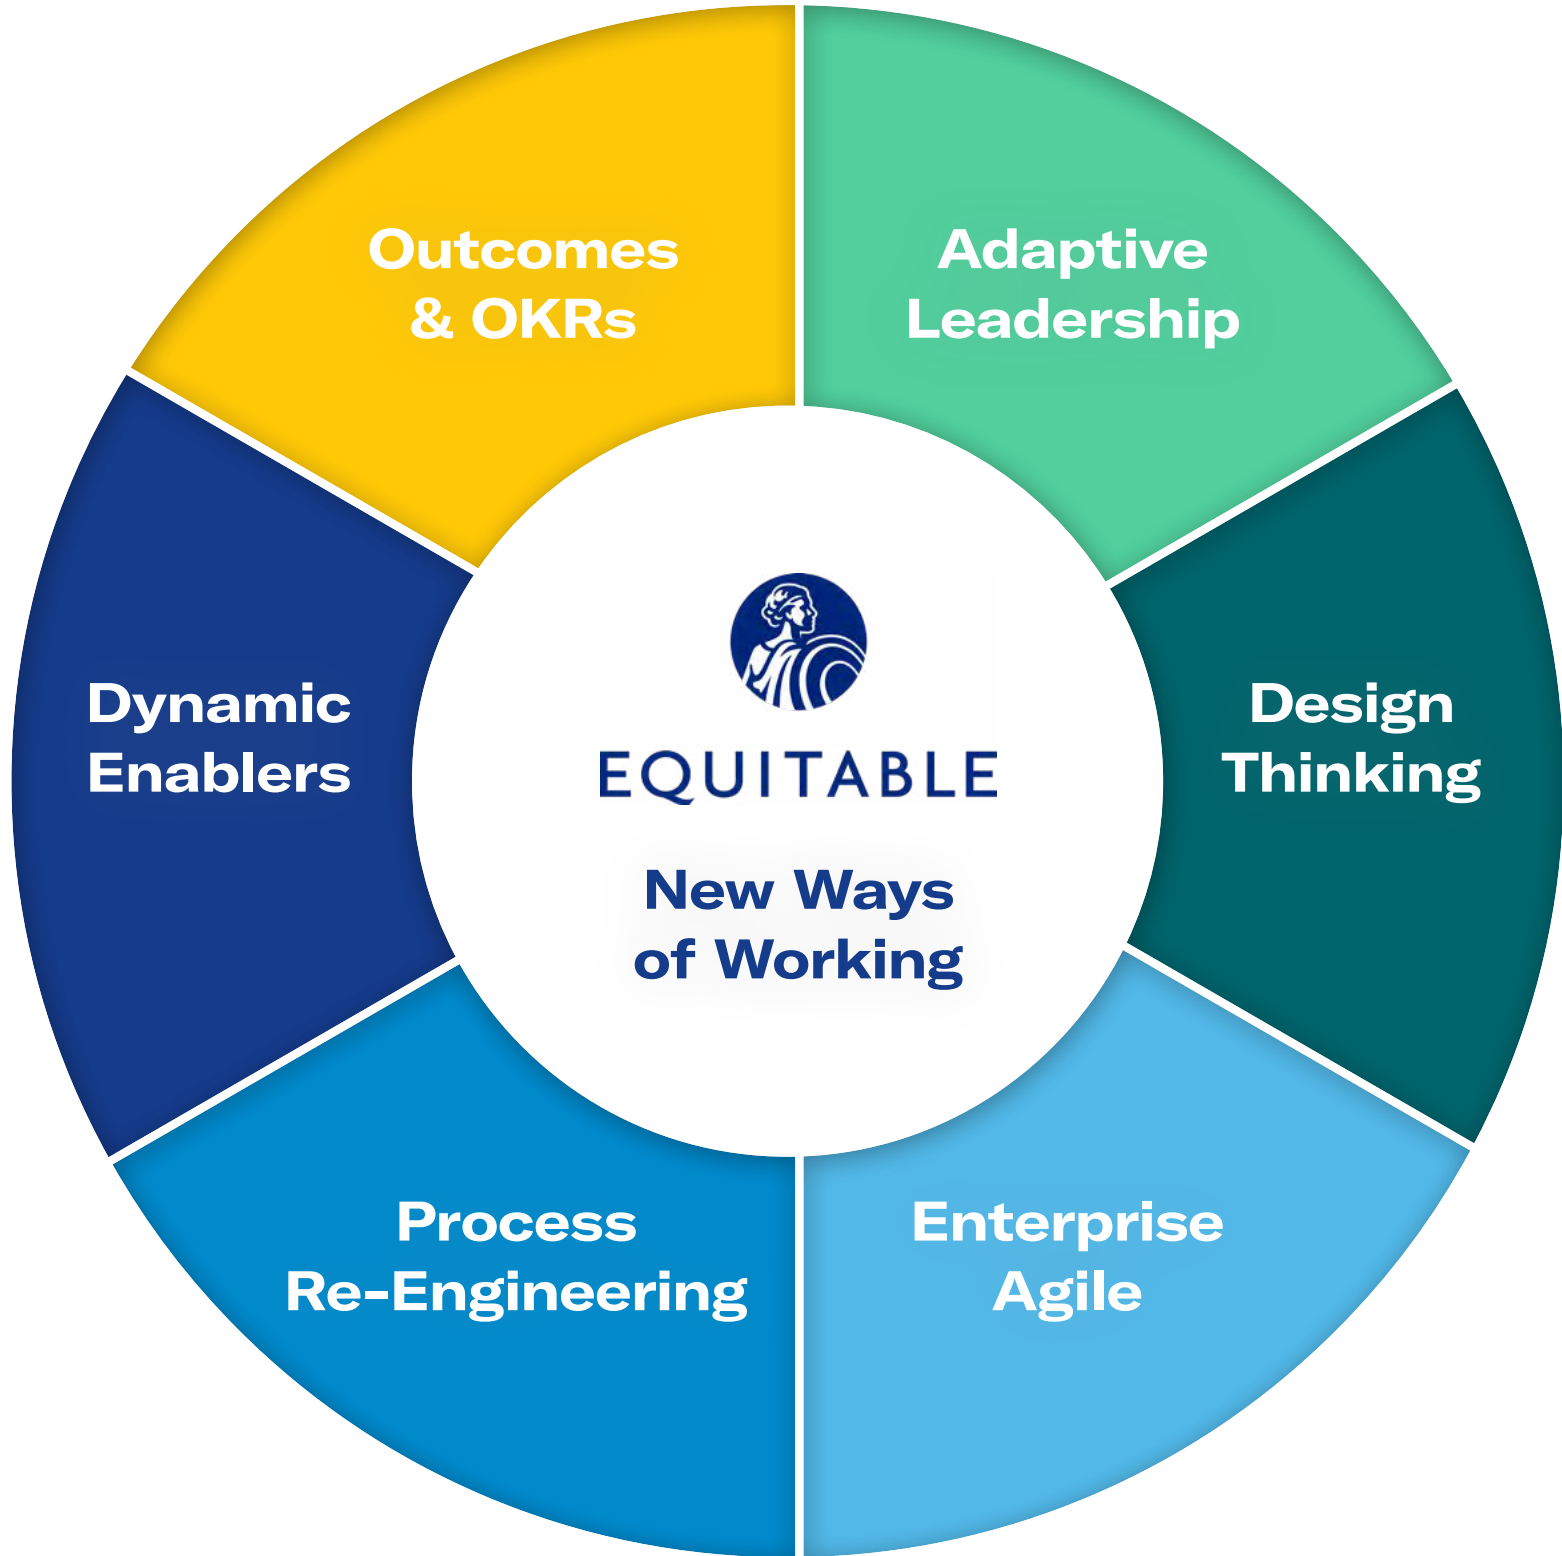 Outcomes
& OKRs
Adaptive
Leadership
Dynamic
Enablers
EQUITABLE
New Ways
of Working
Design
Thinking
Process
Re-Engineering
Enterprise
Agile